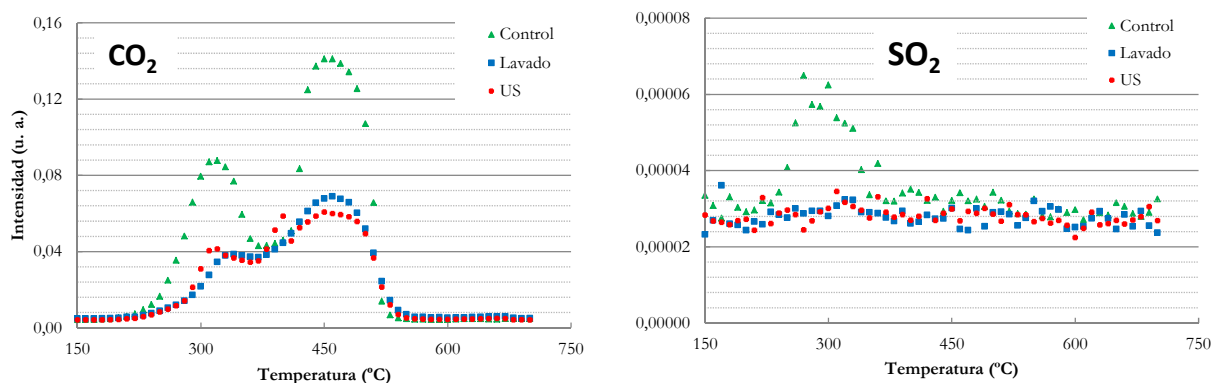 0,16
0,12
0,08
0,04
0,00
Intensidad (u. a.)
CO₂
Control
Lavado
US
150 300 450 600 750
Temperatura (ºC)
0,00008
0,00006
0,00004
0,00002
0,00000
SO₂
Control
Lavado
US
150 300 450 600 750
Temperatura (ºC)